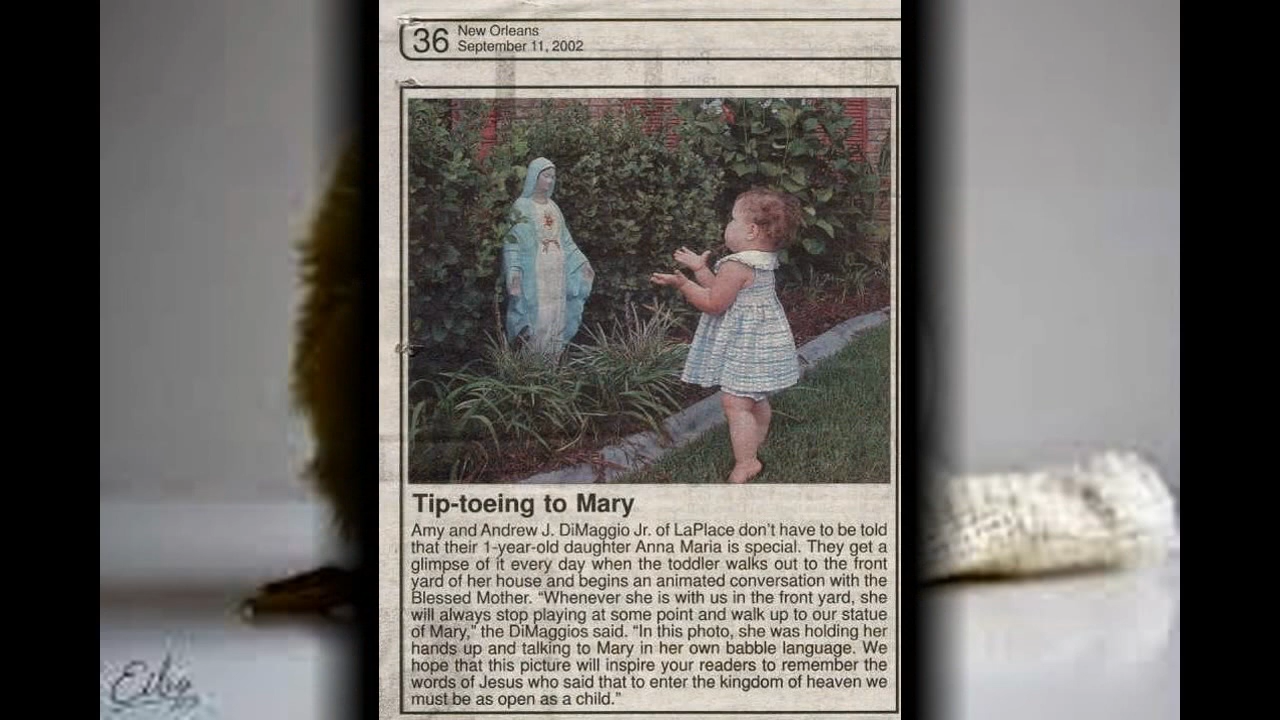 36
New Orleans
September 11, 2002
Tip-toeing to Mary
Amy and Andrew J. DiMaggio Jr. of LaPlace don't have to be told
that their 1-year-old daughter Anna Maria is special. They get a
glimpse of it every day when the toddler walks out to the front
yard of her house and begins an animated conversation with the
Blessed Mother. “Whenever she is with us in the front yard, she
will always stop playing at some point and walk up to our statue
of Mary,” the DiMaggios said. “In this photo, she was holding her
hands up and talking to Mary in her own babble language. We
hope that this picture will inspire your readers to remember the
words of Jesus who said that to enter the kingdom of heaven we
must be as open as a child.”